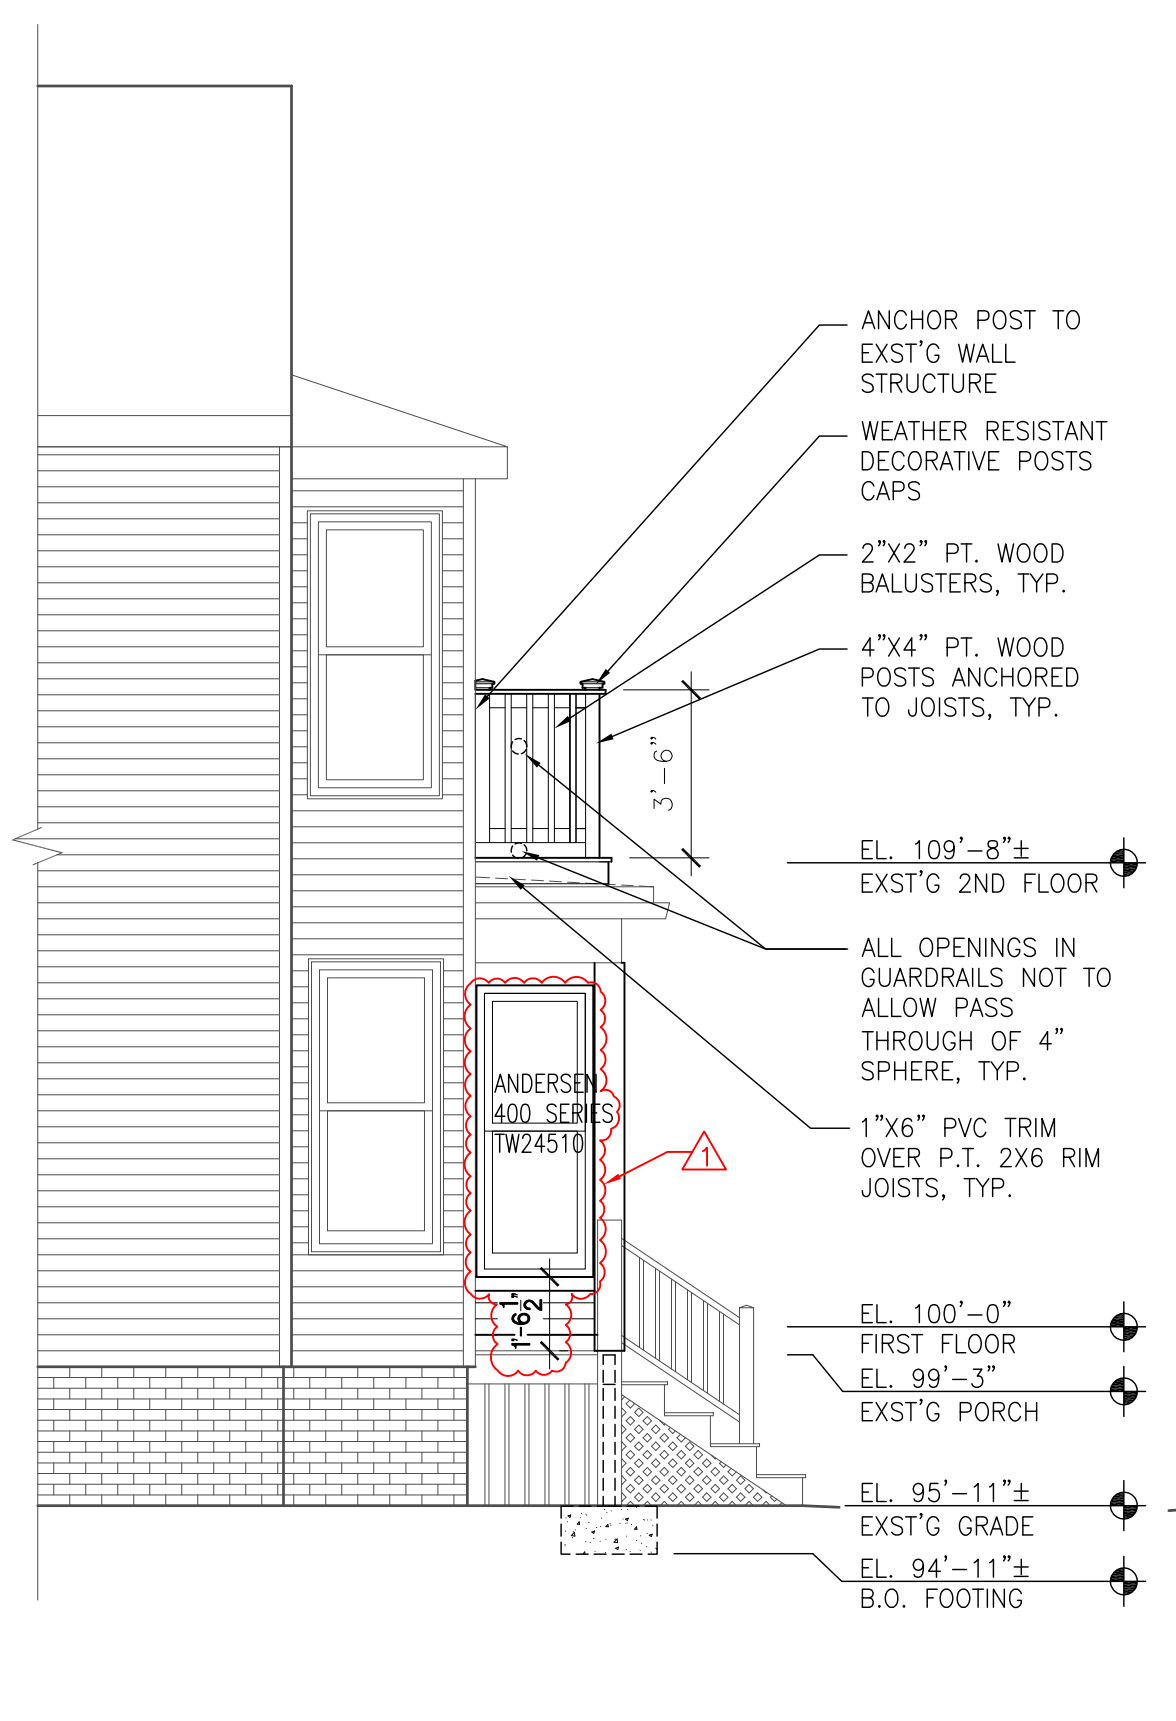 ANCHOR POST TO
EXST'G WALL
STRUCTURE
WEATHER RESISTANT
DECORATIVE POSTS
CAPS
2"X2" PT. WOOD
BALUSTERS, TYP.
4"X4" PT. WOOD
POSTS ANCHORED
TO JOISTS, TYP.
3'-6"
EL. 109'-8"±
EXST'G 2ND FLOOR
ALL OPENINGS IN
GUARDRAILS NOT TO
ALLOW PASS
THROUGH OF 4"
SPHERE, TYP.
ANDERSEN
400 SERIES
TW24510
1"X6" PVC TRIM
OVER P.T. 2X6 RIM
JOISTS, TYP.
1
1'-6 1/2"
EL. 100'-0"
FIRST FLOOR
EL. 99'-3"
EXST'G PORCH
EL. 95'-11"±
EXST'G GRADE
EL. 94'-11"±
B.O. FOOTING